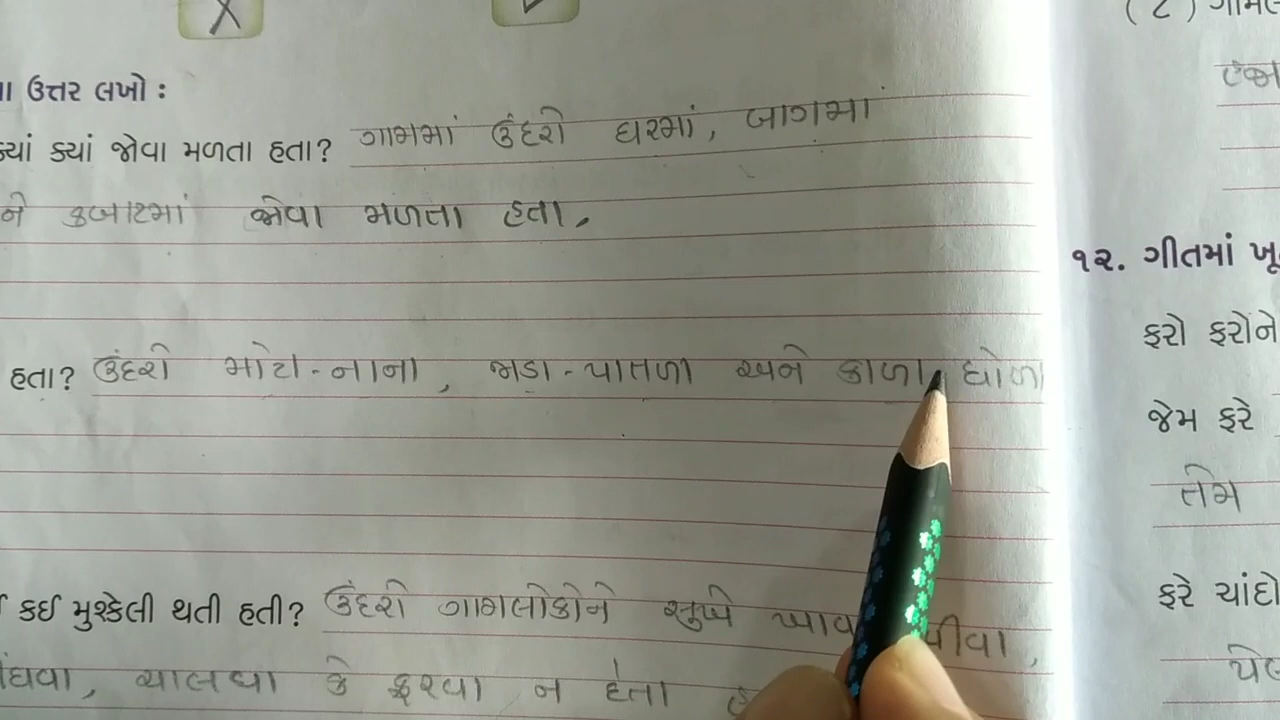 ઉત્તર લખો :
ક્યાં ક્યાં જોવા મળતા હતા? ગામમાં ઉંદરો ઘરમાં, બાગમાં
ને કબાટમાં જોવા મળતા હતા.
હતા? ઉંદરો મોટા-નાના, જાડા-પાતળા અને કાળા, ધોળા
કઈ મુશ્કેલી થતી હતી? ઉંદરો ગામલોકોને સુખે ખાવા પીવા,
ઊંઘવા, ચાલવા કે ફરવા ન દેતા
(૮)
૧૨. ગીતમાં
ફરો ફરોને
જેમ ફરે
તેમ
ફરે ચાંદો